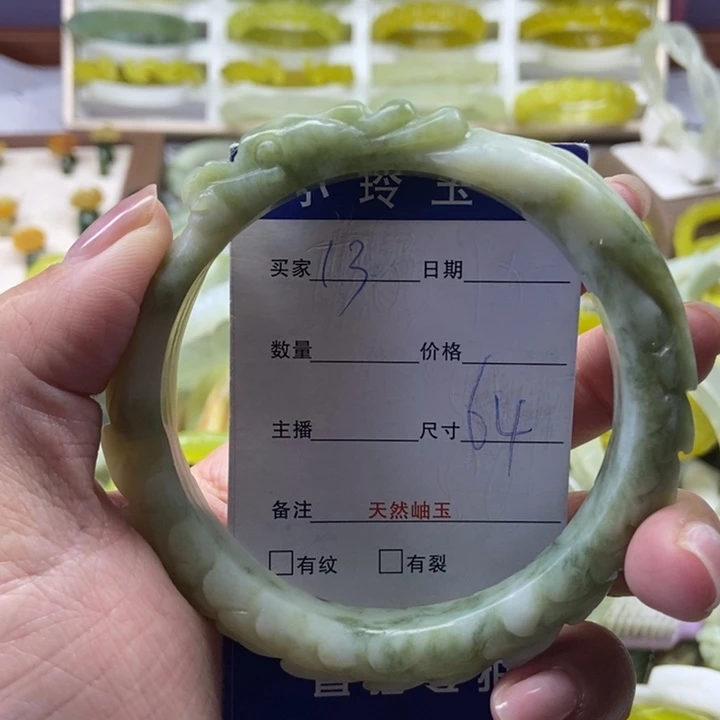 玲玉
买家 13 日期
数量 价格
主播 尺寸 64
备注 天然岫玉
□有纹 □有裂